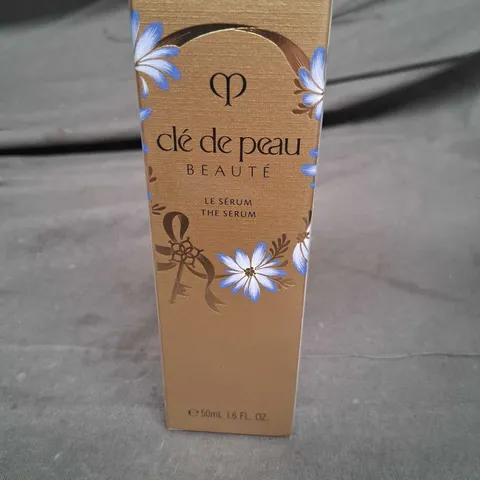 clé de peau
BEAUTÉ
LE SÉRUM
THE SERUM
℮ 50mL 1.6 FL. OZ.